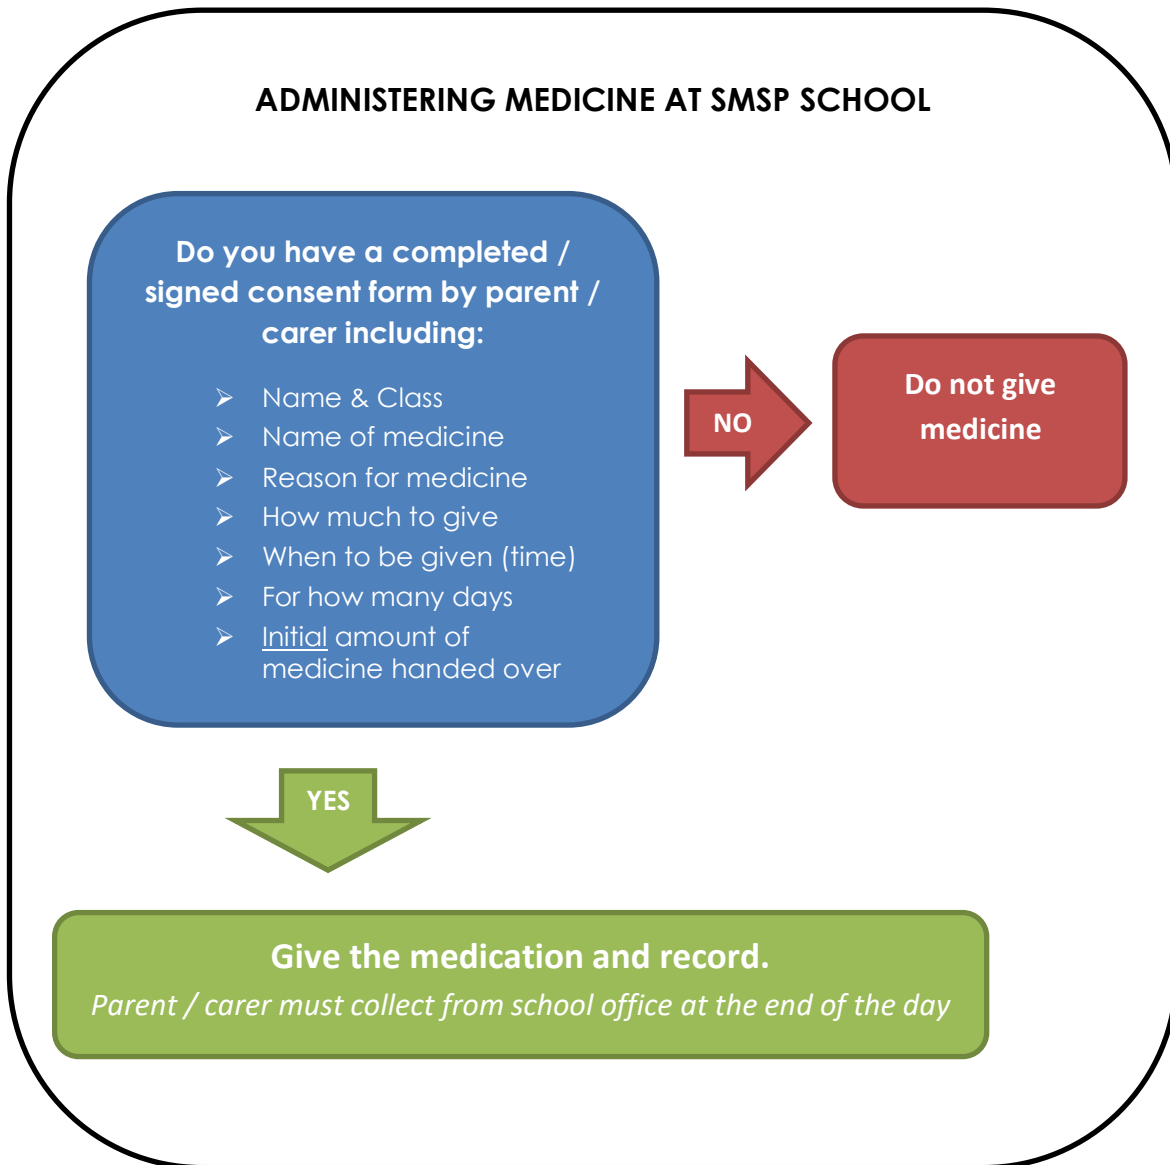 ADMINISTERING MEDICINE AT SMSP SCHOOL
Do you have a completed /
signed consent form by parent /
carer including:
➢ Name & Class
➢ Name of medicine
➢ Reason for medicine
➢ How much to give
➢ When to be given (time)
➢ For how many days
➢ Initial amount of
medicine handed over
NO
Do not give
medicine
YES
Give the medication and record.
Parent / carer must collect from school office at the end of the day